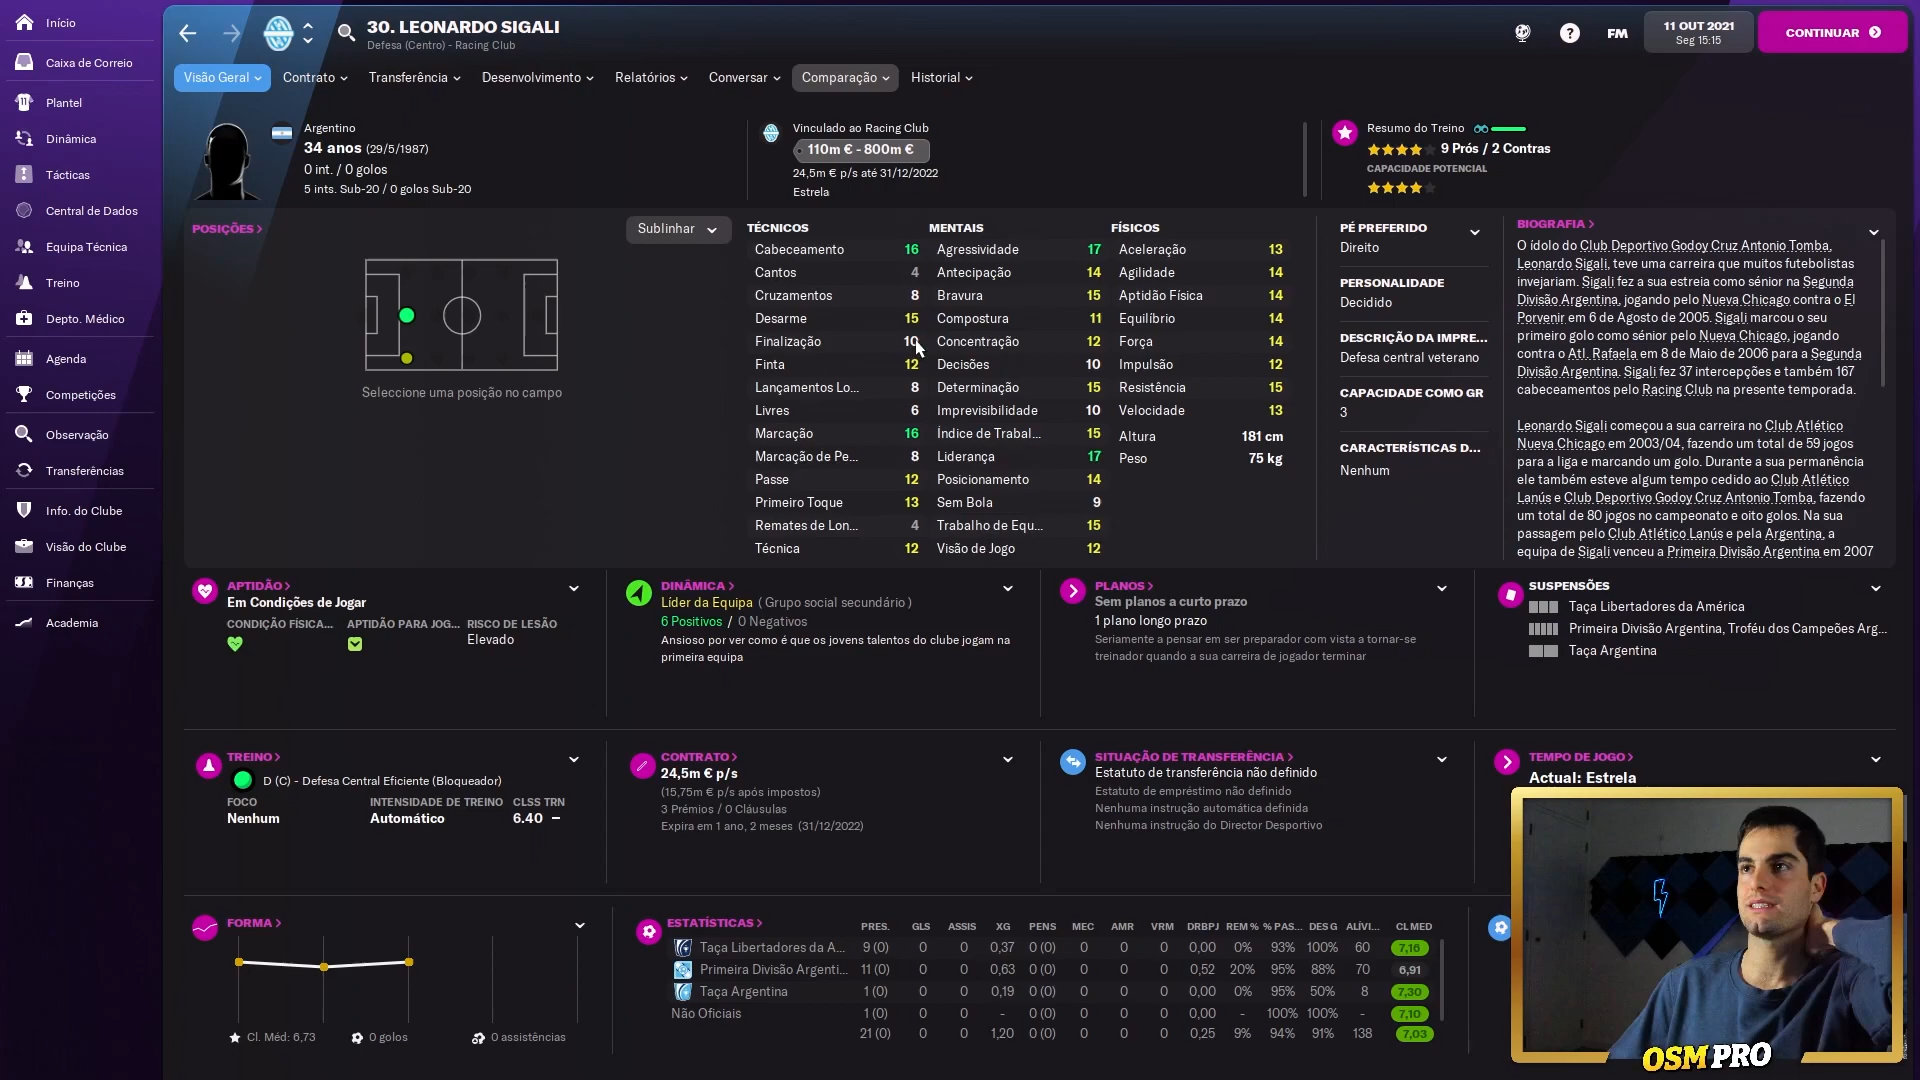 Início
Caixa de Correio
Plantel
Dinâmica
Tácticas
Central de Dados
Equipa Técnica
Treino
Depto. Médico
Agenda
Competições
Observação
Transferências
Info. do Clube
Visão do Clube
Finanças
Academia
30. LEONARDO SIGALI
Defesa (Centro) - Racing Club
FM
11 OUT 2021
Seg 15:15
CONTINUAR
Visão Geral
Contrato
Transferência
Desenvolvimento
Relatórios
Conversar
Comparação
Historial
Argentino
34 anos (29/5/1987)
0 int. / 0 golos
5 ints. Sub-20 / 0 golos Sub-20
Vinculado ao Racing Club
110m € - 800m €
24,5m € p/s até 31/12/2022
Estrela
Resumo do Treino
9 Prós / 2 Contras
CAPACIDADE POTENCIAL
POSIÇÕES >
Sublinhar
Seleccione uma posição no campo
TÉCNICOS
Cabeceamento 16
Cantos 4
Cruzamentos 8
Desarme 15
Finalização 10
Finta 12
Lançamentos Lo... 8
Livres 6
Marcação 16
Marcação de Pe... 8
Passe 12
Primeiro Toque 13
Remates de Lon... 4
Técnica 12
MENTAIS
Agressividade 17
Antecipação 14
Bravura 15
Compostura 11
Concentração 12
Decisões 10
Determinação 15
Imprevisibilidade 10
Índice de Trabal... 15
Liderança 17
Posicionamento 14
Sem Bola 9
Trabalho de Equ... 15
Visão de Jogo 12
FÍSICOS
Aceleração 13
Agilidade 14
Aptidão Física 14
Equilíbrio 14
Força 14
Impulsão 12
Resistência 15
Velocidade 13
Altura 181 cm
Peso 75 kg
PÉ PREFERIDO
Direito
PERSONALIDADE
Decidido
DESCRIÇÃO DA IMPRE...
Defesa central veterano
CAPACIDADE COMO GR
3
CARACTERÍSTICAS D...
Nenhum
BIOGRAFIA >
O ídolo do Club Deportivo Godoy Cruz Antonio Tomba,
Leonardo Sigali, teve uma carreira que muitos futebolistas
invejariam. Sigali fez a sua estreia como sénior na Segunda
Divisão Argentina, jogando pelo Nueva Chicago contra o El
Porvenir em 6 de Agosto de 2005. Sigali marcou o seu
primeiro golo como sénior pelo Nueva Chicago, jogando
contra o Atl. Rafaela em 8 de Maio de 2006 para a Segunda
Divisão Argentina. Sigali fez 37 intercepções e também 167
cabeceamentos pelo Racing Club na presente temporada.
Leonardo Sigali começou a sua carreira no Club Atlético
Nueva Chicago em 2003/04, fazendo um total de 59 jogos
para a liga e marcando um golo. Durante a sua permanência
ele também esteve algum tempo cedido ao Club Atlético
Lanús e Club Deportivo Godoy Cruz Antonio Tomba, fazendo
um total de 80 jogos no campeonato e oito golos. Na sua
passagem pelo Club Atlético Lanús e pela Argentina, a
equipa de Sigali venceu a Primeira Divisão Argentina em 2007
APTIDÃO >
Em Condições de Jogar
CONDIÇÃO FÍSICA... APTIDÃO PARA JOG... RISCO DE LESÃO
Elevado
DINÂMICA >
Líder da Equipa ( Grupo social secundário )
6 Positivos / 0 Negativos
Ansioso por ver como é que os jovens talentos do clube jogam na
primeira equipa
PLANOS >
Sem planos a curto prazo
1 plano longo prazo
Seriamente a pensar em ser preparador com vista a tornar-se
treinador quando a sua carreira de jogador terminar
SUSPENSÕES
Taça Libertadores da América
Primeira Divisão Argentina, Troféu dos Campeões Arg...
Taça Argentina
TREINO >
D (C) - Defesa Central Eficiente (Bloqueador)
FOCO INTENSIDADE DE TREINO CLSS TRN
Nenhum Automático 6.40 –
CONTRATO >
24,5m € p/s
(15,75m € p/s após impostos)
3 Prémios / 0 Cláusulas
Expira em 1 ano, 2 meses (31/12/2022)
SITUAÇÃO DE TRANSFERÊNCIA >
Estatuto de transferência não definido
Estatuto de empréstimo não definido
Nenhuma instrução automática definida
Nenhuma instrução do Director Desportivo
TEMPO DE JOGO >
Actual: Estrela
FORMA >
Cl. Méd: 6,73 0 golos 0 assistências
ESTATÍSTICAS > PRES. GLS ASSIS XG PENS MEC AMR VRM DRBPJ REM % % PAS... DES G ALÍVI... CL MED
Taça Libertadores da A... 9 (0) 0 0 0,37 0 (0) 0 0 0 0,00 0% 93% 100% 60 7,16
Primeira Divisão Argenti... 11 (0) 0 0 0,63 0 (0) 0 0 0 0,52 20% 95% 88% 70 6,91
Taça Argentina 1 (0) 0 0 0,19 0 (0) 0 0 0 0,00 0% 95% 50% 8 7,30
Não Oficiais 1 (0) 0 0 - 0 (0) 0 0 0 0,00 - 100% 100% - 7,10
21 (0) 0 0 1,20 0 (0) 0 0 0 0,25 9% 94% 91% 138 7,03
OSM PRO